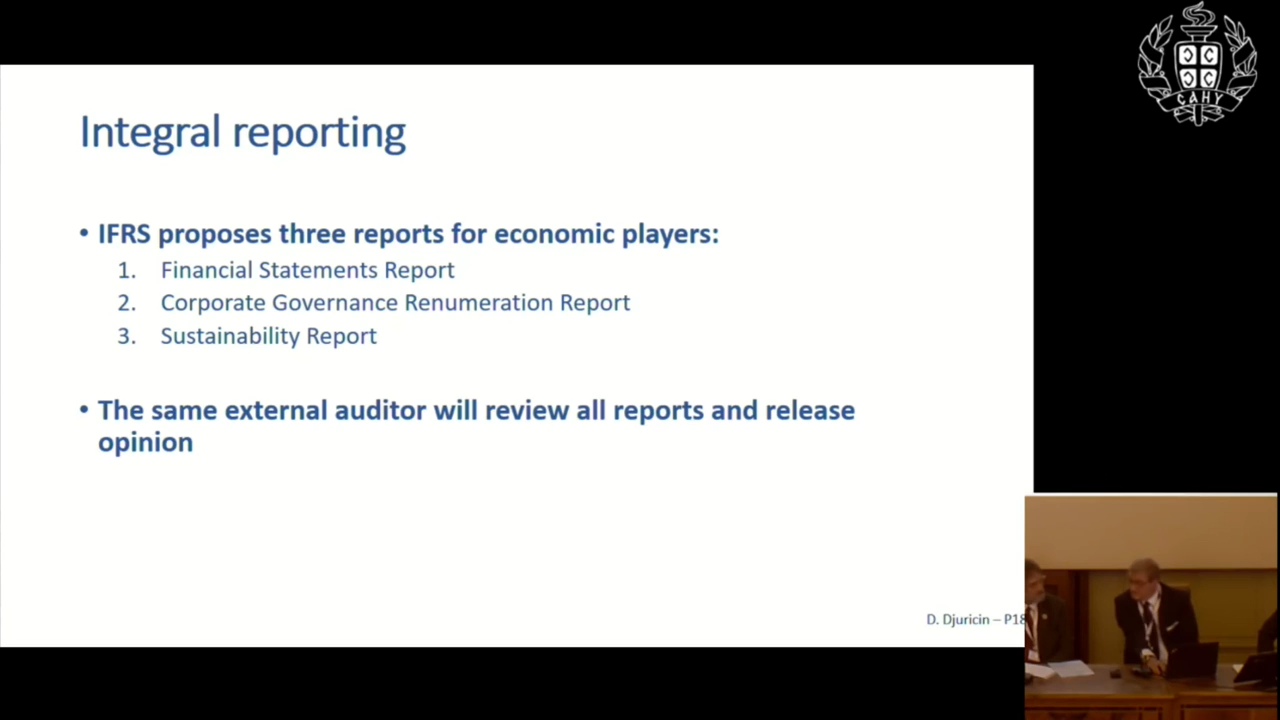 САНУ
Integral reporting
• IFRS proposes three reports for economic players:
1. Financial Statements Report
2. Corporate Governance Renumeration Report
3. Sustainability Report
• The same external auditor will review all reports and release
opinion
D. Djuricin – P18